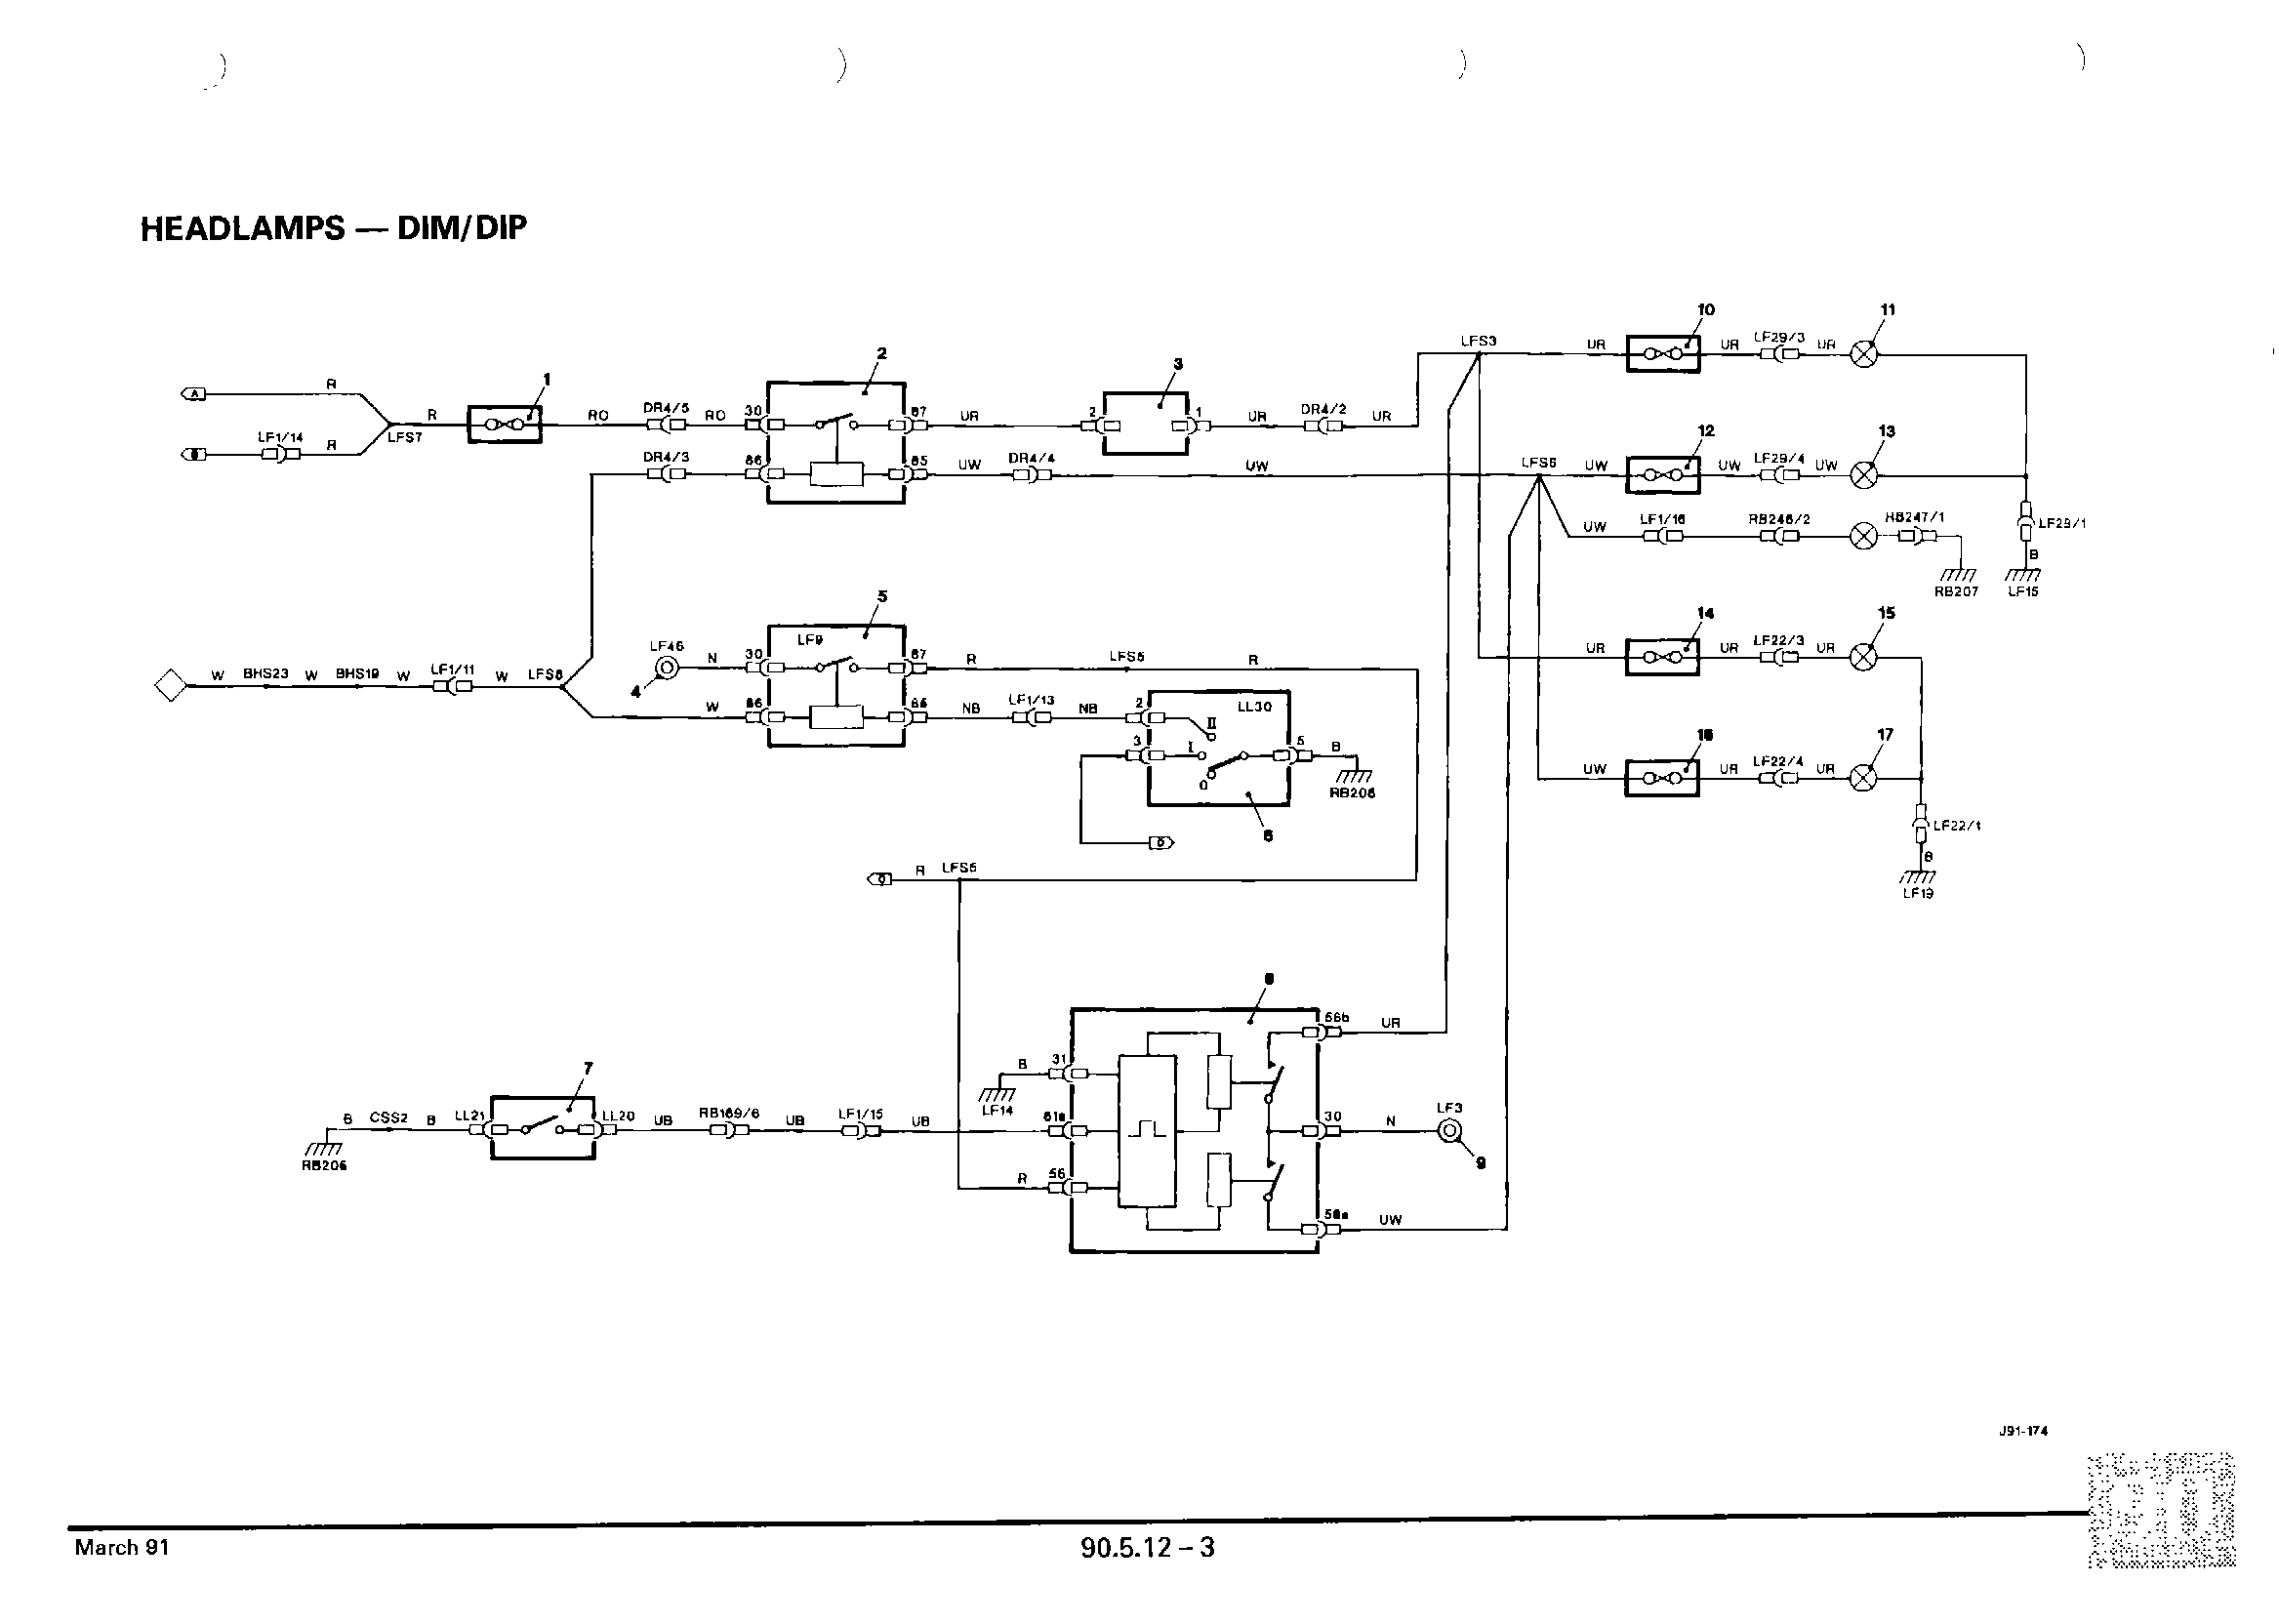 HEADLAMPS — DIM/DIP
10
11
LFS3
UR
UR
LF29/3
UR
2
3
1
R
A
R
RO
DR4/5
RO
30
87
UR
2
1
UR
DR4/2
UR
LFS7
LF1/14
R
12
13
DR4/3
86
85
UW
DR4/4
UW
LFS6
UW
UW
LF29/4
UW
UW
LF1/16
RB246/2
RB247/1
LF29/1
B
RB207
LF15
5
LF9
LF46
N
30
87
R
LFS5
R
4
14
15
UR
UR
LF22/3
UR
W
BHS23
W
BHS19
W
LF1/11
W
LFS8
W
86
85
NB
LF1/13
NB
2
LL30
II
3
I
5
B
O
RB206
6
D
16
17
UW
UR
LF22/4
UR
LF22/1
B
LF19
R
LFS5
8
56b
UR
7
B
31
LF14
B
CSS2
B
LL21
LL20
UB
RB169/6
UB
LF1/15
UB
30
N
LF3
9
RB206
R
56
56a
UW
J91-174
March 91
90.5.12 – 3